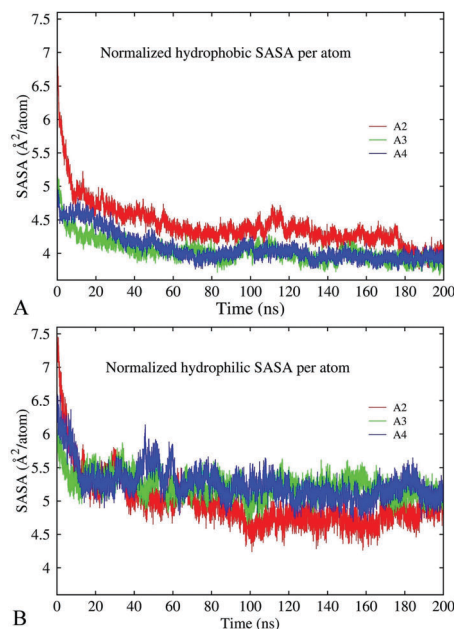 7.5
7
6.5
6
5.5
5
4.5
4
SASA (Å²/atom)
Normalized hydrophobic SASA per atom
A2
A3
A4
0 20 40 60 80 100 120 140 160 180 200
A
Time (ns)
7.5
7
6.5
6
5.5
5
4.5
4
SASA (Å²/atom)
Normalized hydrophilic SASA per atom
A2
A3
A4
0 20 40 60 80 100 120 140 160 180 200
B
Time (ns)